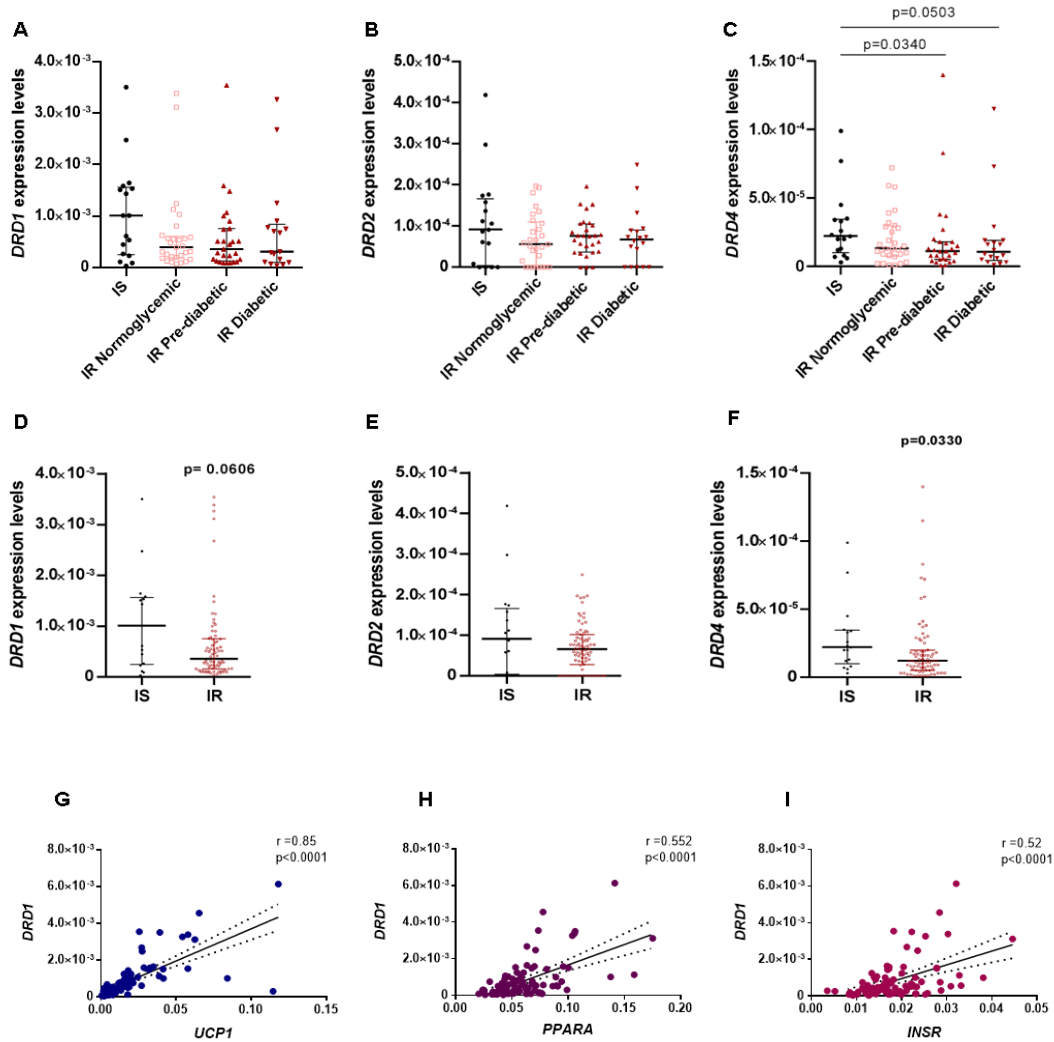 A
DRD1 expression levels
4.0×10⁻³
3.0×10⁻³
2.0×10⁻³
1.0×10⁻³
0
IS
IR Normoglycemic
IR Pre-diabetic
IR Diabetic
B
DRD2 expression levels
5.0×10⁻⁴
4.0×10⁻⁴
3.0×10⁻⁴
2.0×10⁻⁴
1.0×10⁻⁴
0
IS
IR Normoglycemic
IR Pre-diabetic
IR Diabetic
C
p=0.0503
p=0.0340
DRD4 expression levels
1.5×10⁻⁴
1.0×10⁻⁴
5.0×10⁻⁵
0
IS
IR Normoglycemic
IR Pre-diabetic
IR Diabetic
D
p= 0.0606
DRD1 expression levels
4.0×10⁻³
3.0×10⁻³
2.0×10⁻³
1.0×10⁻³
0
IS
IR
E
DRD2 expression levels
5.0×10⁻⁴
4.0×10⁻⁴
3.0×10⁻⁴
2.0×10⁻⁴
1.0×10⁻⁴
0
IS
IR
F
p=0.0330
DRD4 expression levels
1.5×10⁻⁴
1.0×10⁻⁴
5.0×10⁻⁵
0
IS
IR
G
r =0.85
p<0.0001
DRD1
8.0×10⁻³
6.0×10⁻³
4.0×10⁻³
2.0×10⁻³
0
0.00 0.05 0.10 0.15
UCP1
H
r =0.552
p<0.0001
DRD1
8.0×10⁻³
6.0×10⁻³
4.0×10⁻³
2.0×10⁻³
0
0.00 0.05 0.10 0.15 0.20
PPARA
I
r =0.52
p<0.0001
DRD1
8.0×10⁻³
6.0×10⁻³
4.0×10⁻³
2.0×10⁻³
0
0.00 0.01 0.02 0.03 0.04 0.05
INSR